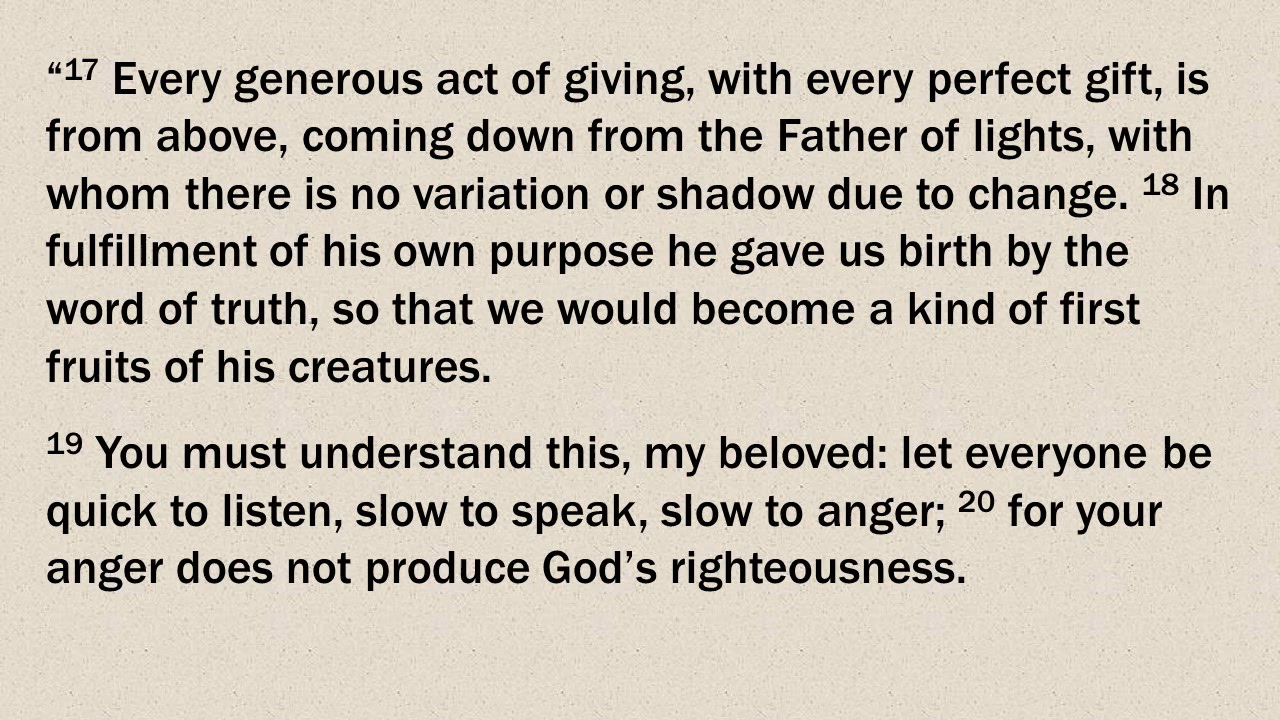 “17 Every generous act of giving, with every perfect gift, is
from above, coming down from the Father of lights, with
whom there is no variation or shadow due to change. 18 In
fulfillment of his own purpose he gave us birth by the
word of truth, so that we would become a kind of first
fruits of his creatures.
19 You must understand this, my beloved: let everyone be
quick to listen, slow to speak, slow to anger; 20 for your
anger does not produce God’s righteousness.